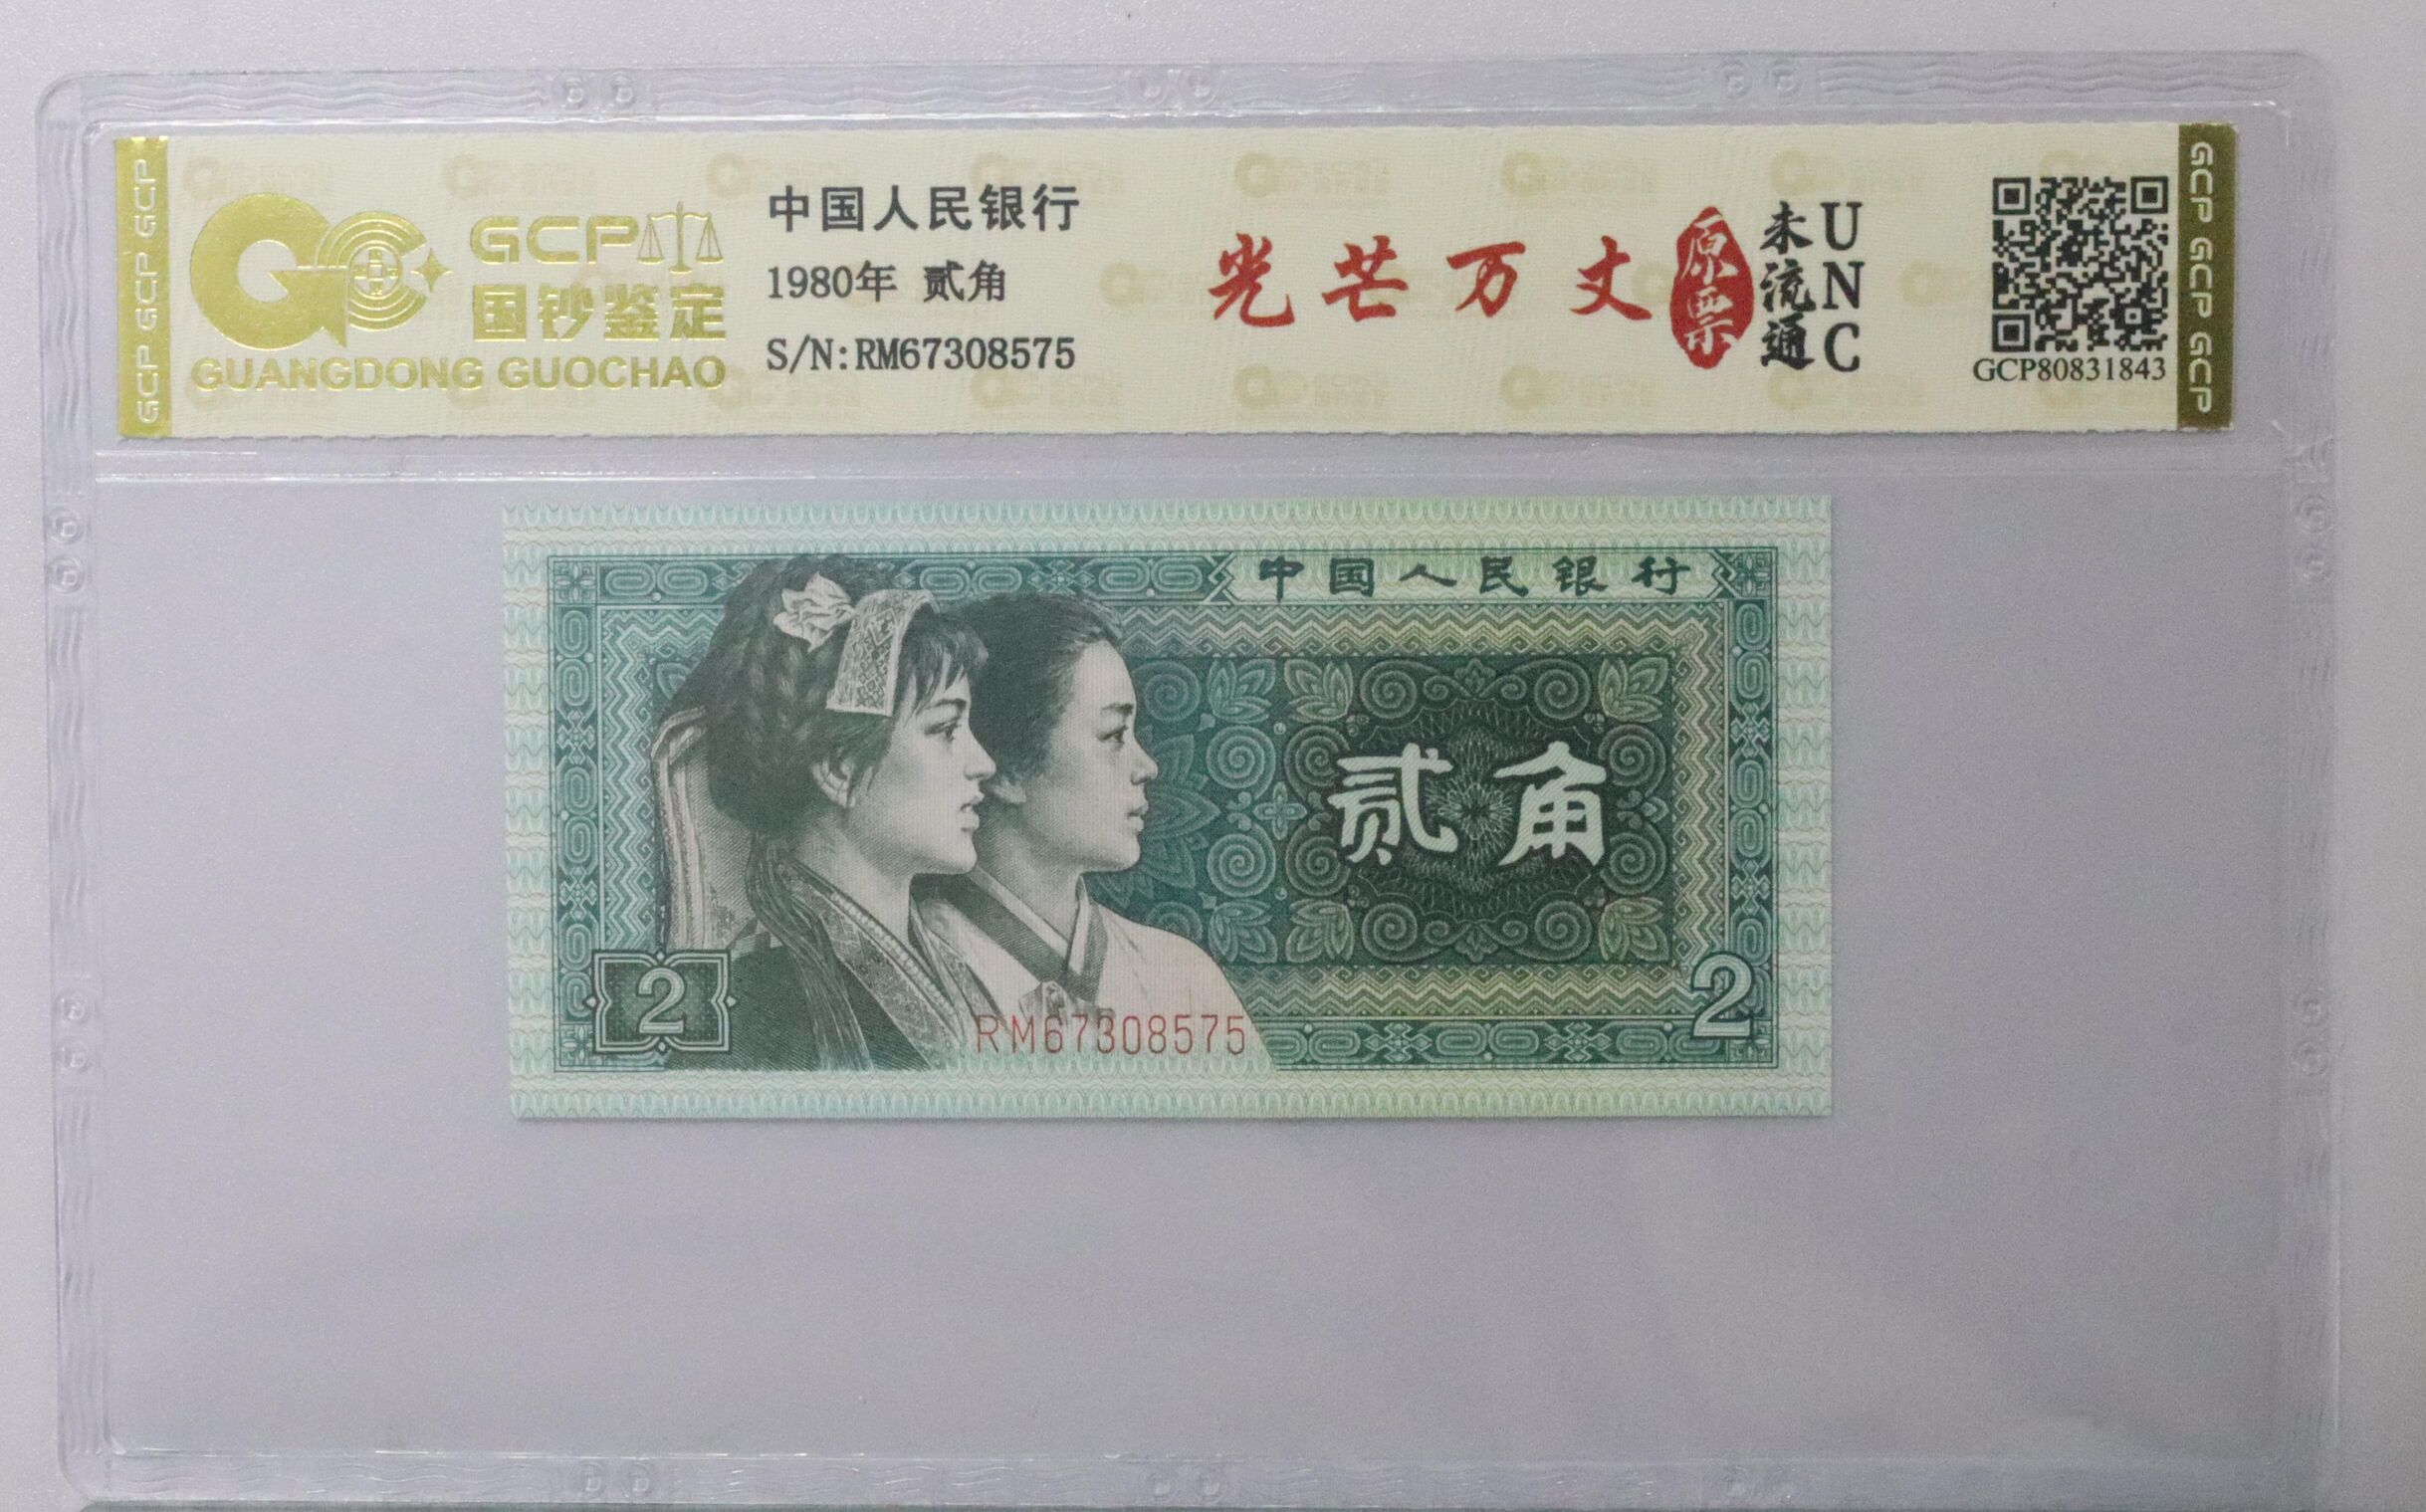 GCP GCP GCP
GCP
国钞鉴定
GUANGDONG GUOCHAO
中国人民银行
1980年 贰角
S/N:RM67308575
光芒万丈
原票
未流通
UNC
GCP80831843
GCP GCP GCP
中国人民银行
贰角
2
RM67308575
2